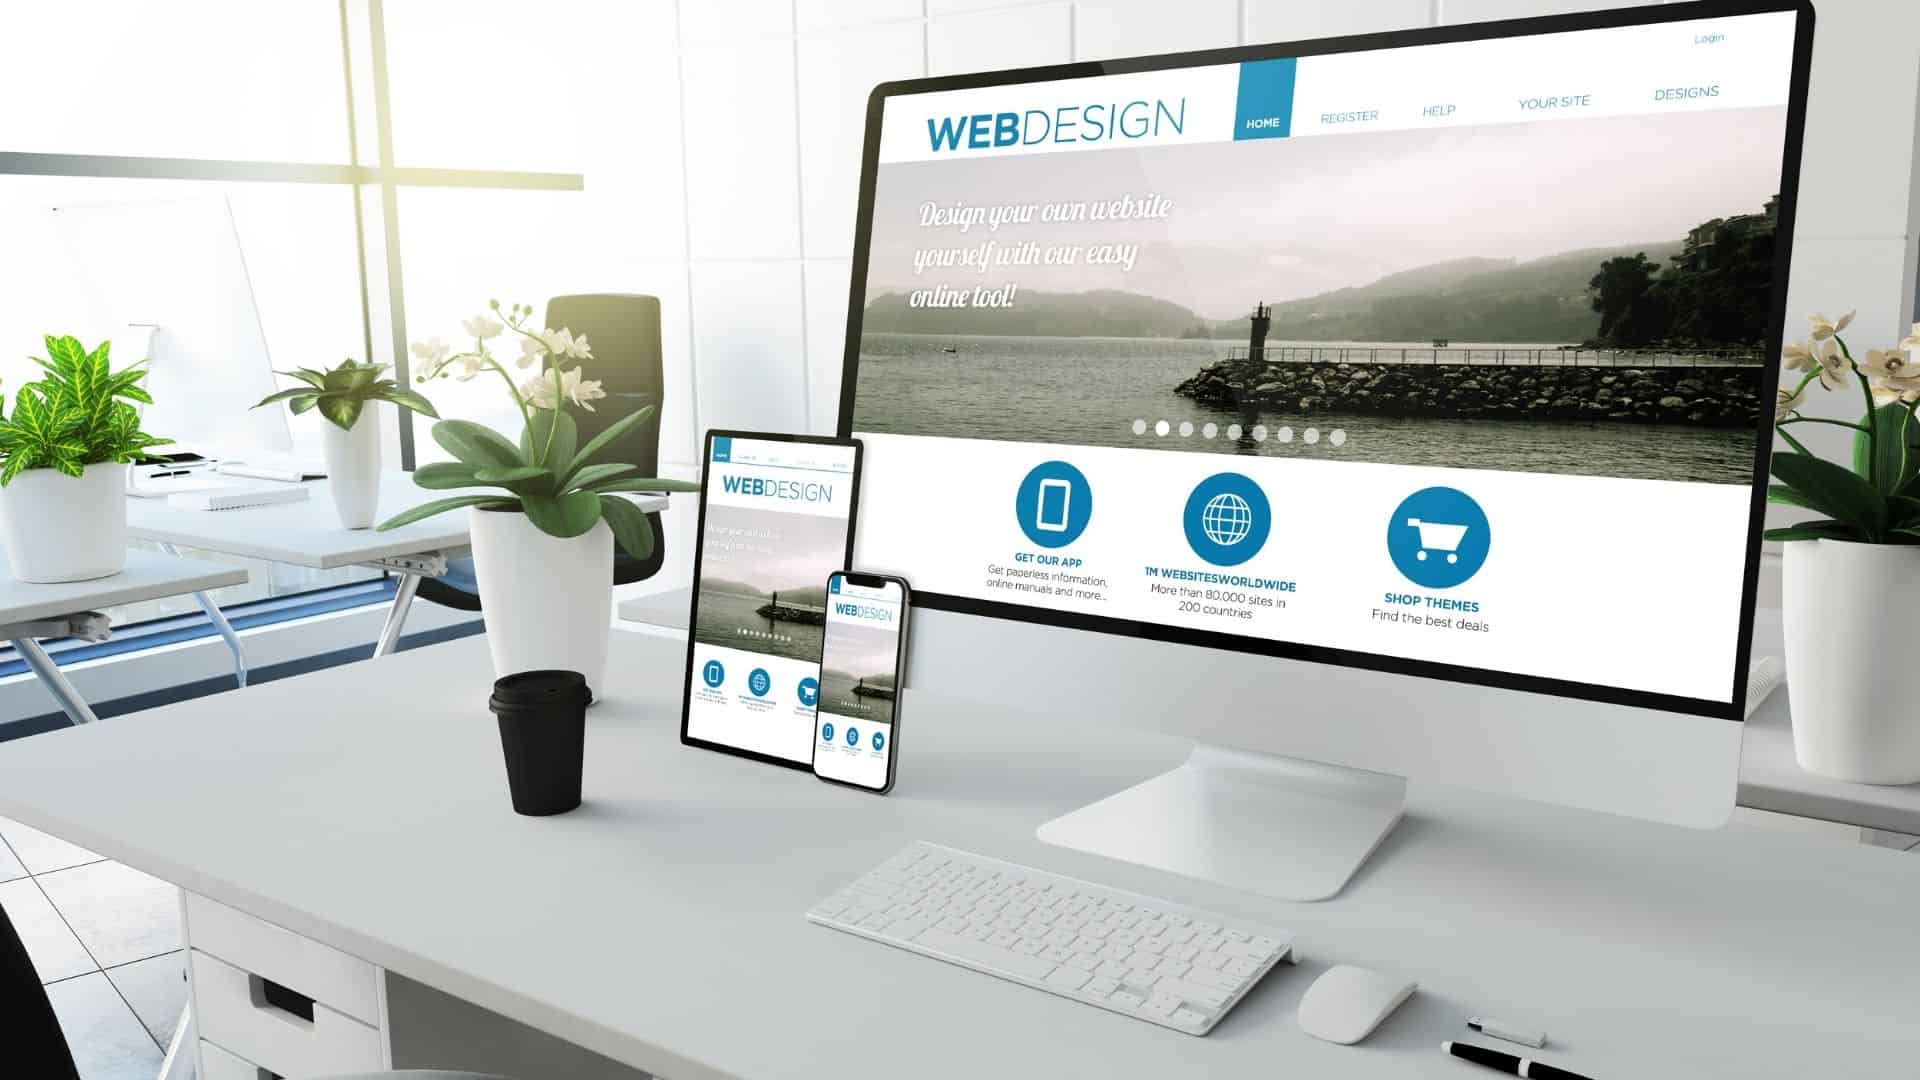 Login
WEBDESIGN
HOME
REGISTER
HELP
YOUR SITE
DESIGNS
Design your own website
yourself with our easy
online tool!
GET OUR APP
Get paperless information,
online manuals and more...
1M WEBSITESWORLDWIDE
More than 80.000 sites in
200 countries
SHOP THEMES
Find the best deals
HOME
WEBDESIGN
WEBDESIGN